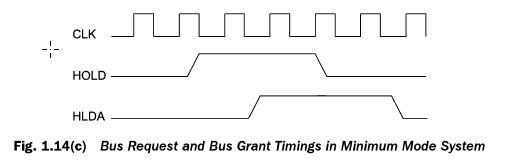 CLK
HOLD
HLDA
Fig. 1.14(c) Bus Request and Bus Grant Timings in Minimum Mode System